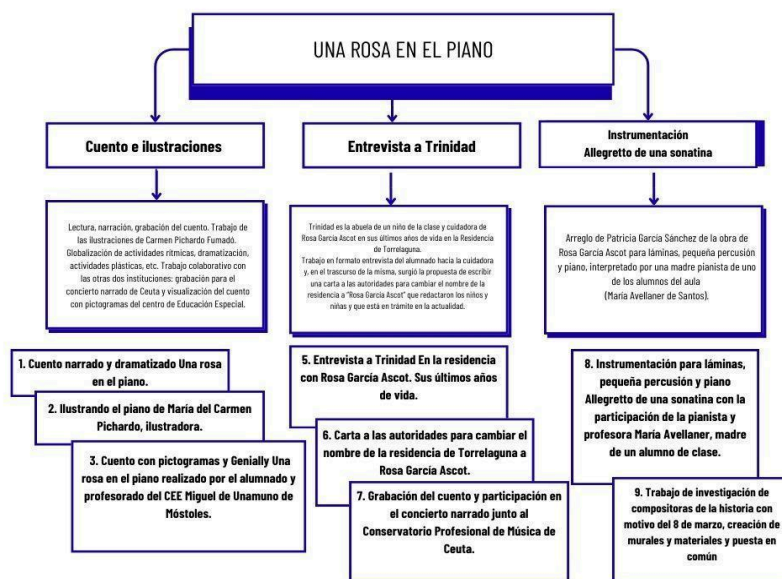 UNA ROSA EN EL PIANO
Cuento e ilustraciones
Entrevista a Trinidad
Instrumentación
Allegretto de una sonatina
Lectura, narración, grabación del cuento. Trabajo de
las ilustraciones de Carmen Pichardo Fumadó.
Globalización de actividades rítmicas, dramatización,
actividades plásticas, etc. Trabajo colaborativo con
las otras dos instituciones: grabación para el
concierto narrado de Ceuta y visualización del cuento
con pictogramas del centro de Educación Especial.
Trinidad es la abuela de un niño de la clase y cuidadora de
Rosa García Ascot en sus últimos años de vida en la Residencia
de Torrelaguna.
Trabajo en formato entrevista del alumnado hacia la cuidadora
y, en el trascurso de la misma, surgió la propuesta de escribir
una carta a las autoridades para cambiar el nombre de la
residencia a "Rosa García Ascot" que redactaron los niños y
niñas y que está en trámite en la actualidad.
Arreglo de Patricia García Sánchez de la obra de
Rosa García Ascot para láminas, pequeña percusión
y piano, interpretado por una madre pianista de uno
de los alumnos del aula
(María Avellaner de Santos).
1. Cuento narrado y dramatizado Una rosa
en el piano.
2. Ilustrando el piano de María del Carmen
Pichardo, ilustradora.
3. Cuento con pictogramas y Genially Una
rosa en el piano realizado por el alumnado y
profesorado del CEE Miguel de Unamuno de
Móstoles.
5. Entrevista a Trinidad En la residencia
con Rosa García Ascot. Sus últimos años
de vida.
6. Carta a las autoridades para cambiar el
nombre de la residencia de Torrelaguna a
Rosa García Ascot.
7. Grabación del cuento y participación en
el concierto narrado junto al
Conservatorio Profesional de Música de
Ceuta.
8. Instrumentación para láminas,
pequeña percusión y piano
Allegretto de una sonatina con la
participación de la pianista y
profesora María Avellaner, madre
de un alumno de clase.
9. Trabajo de investigación de
compositoras de la historia con
motivo del 8 de marzo, creación de
murales y materiales y puesta en
común